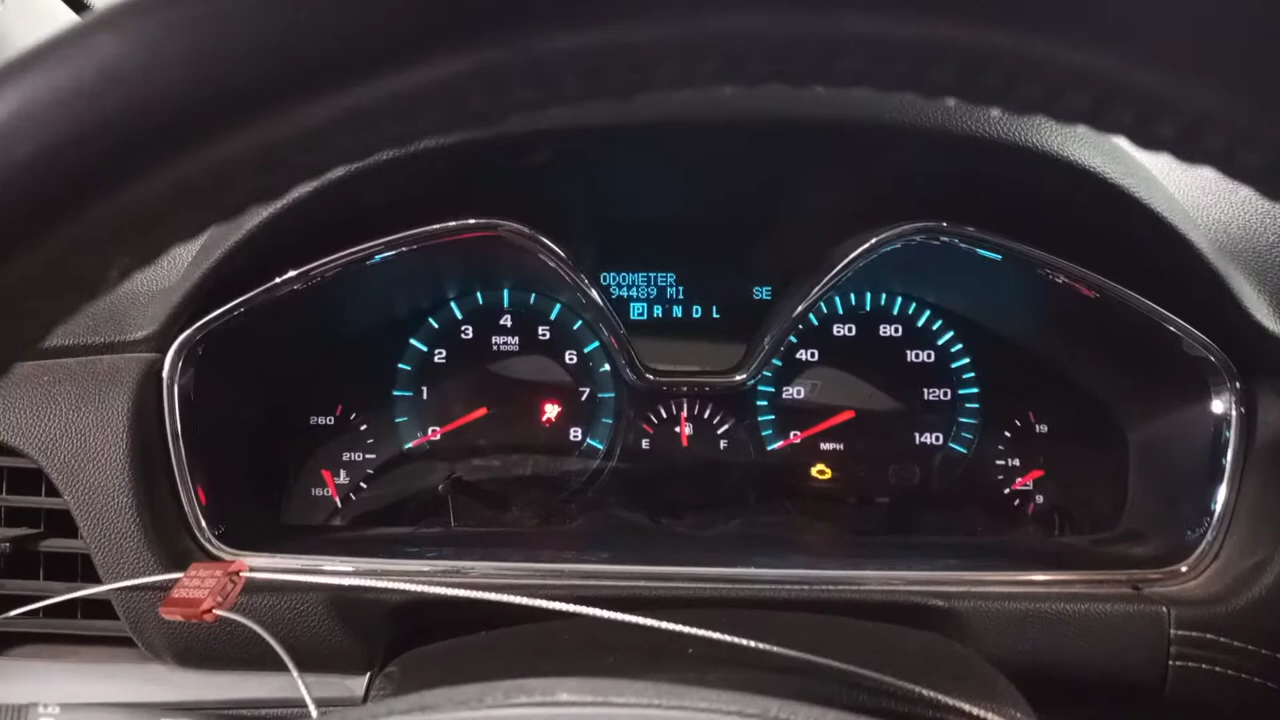 ODOMETER
94489 MI
SE
P R N D L
0 1 2 3 4 5 6 7 8
RPM
X 1000
0 20 40 60 80 100 120 140
MPH
260
210
160
E F
19
14
9